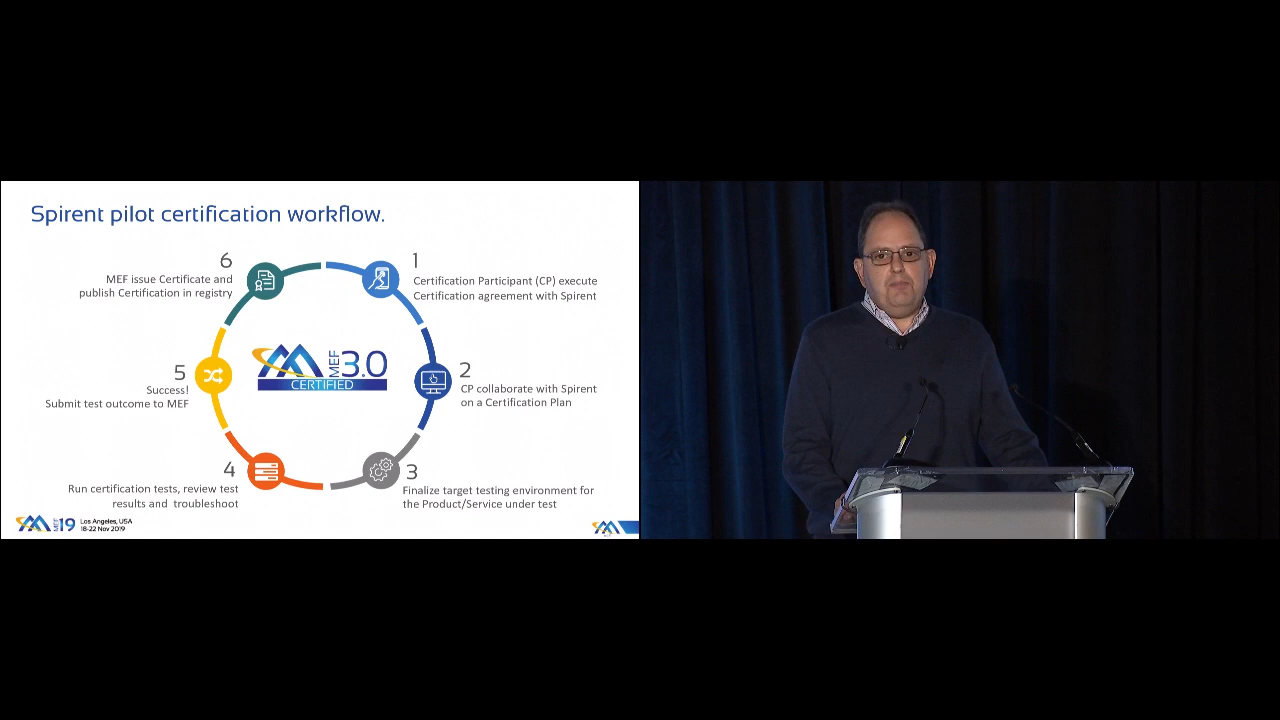 Spirent pilot certification workflow.
6
MEF issue Certificate and
publish Certification in registry
1
Certification Participant (CP) execute
Certification agreement with Spirent
5
Success!
Submit test outcome to MEF
MEF 3.0
CERTIFIED
2
CP collaborate with Spirent
on a Certification Plan
4
Run certification tests, review test
results and troubleshoot
3
Finalize target testing environment for
the Product/Service under test
MEF 19
Los Angeles, USA
18-22 Nov 2019